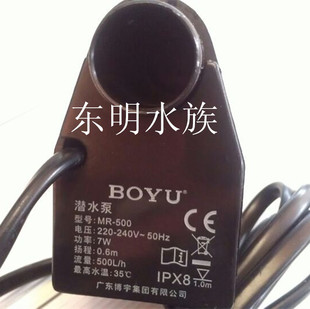 东明水族
BOYU®
潜水泵
型号:MR-500
电压:220-240V~50Hz
功率:7W
扬程:0.6m
流量:500L/h
最高水温:35℃
CE
IPX8
1.0m
广东博宇集团有限公司